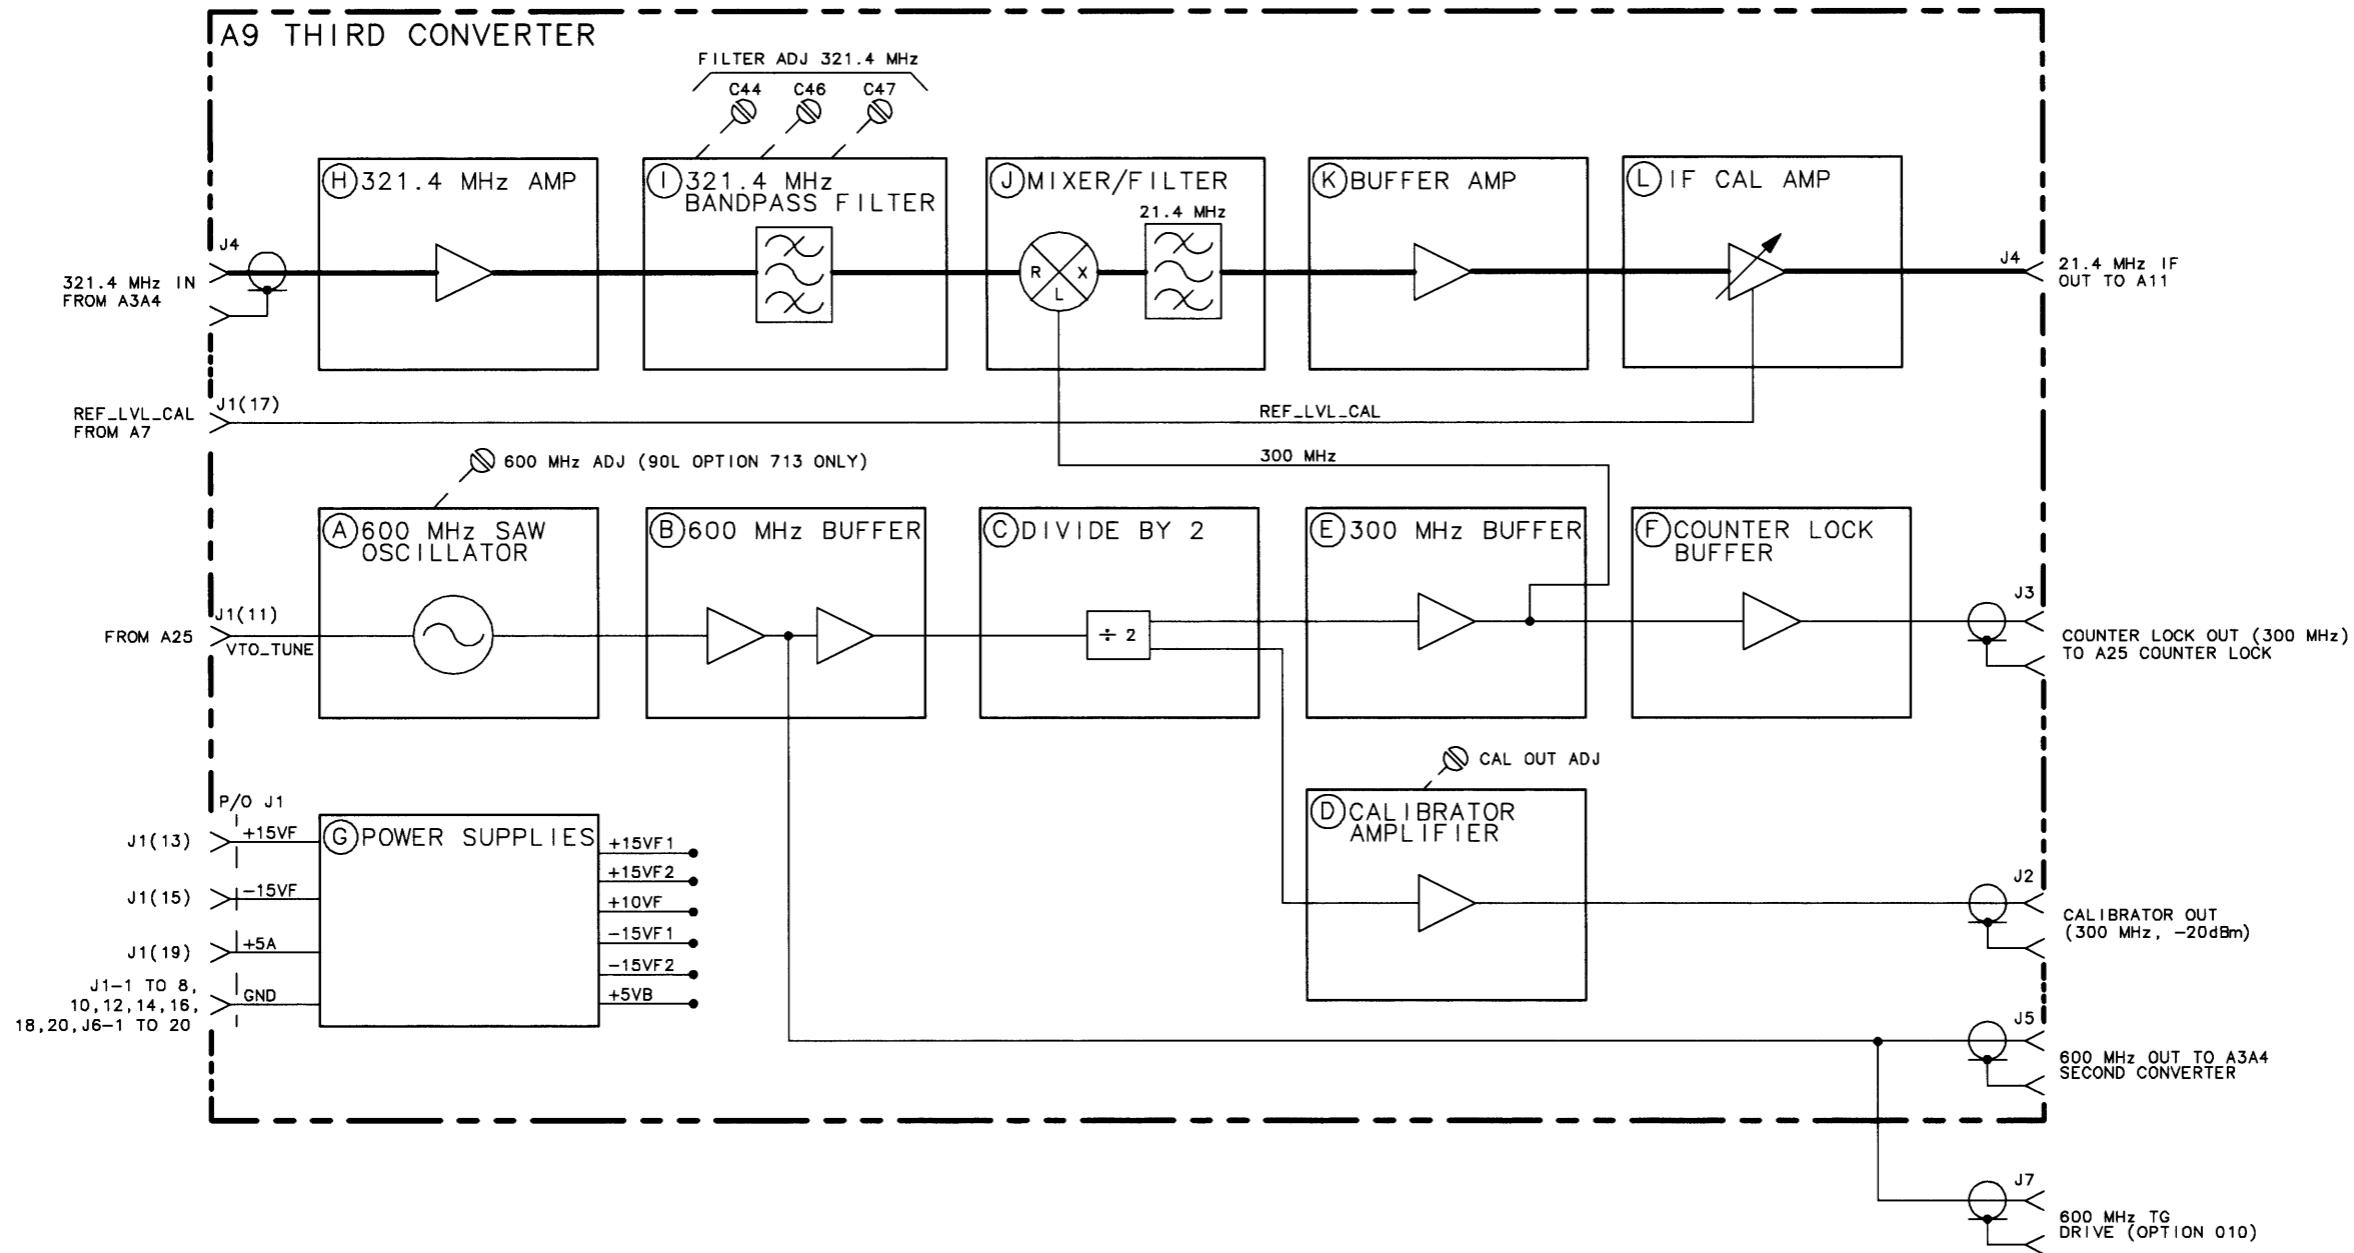 A9 THIRD CONVERTER
FILTER ADJ 321.4 MHz
C44 C46 C47
H 321.4 MHz AMP
I 321.4 MHz
BANDPASS FILTER
J MIXER/FILTER
21.4 MHz
R X
L
K BUFFER AMP
L IF CAL AMP
J4
321.4 MHz IN
FROM A3A4
J4
21.4 MHz IF
OUT TO A11
J1(17)
REF_LVL_CAL
FROM A7
REF_LVL_CAL
300 MHz
600 MHz ADJ (90L OPTION 713 ONLY)
A 600 MHz SAW
OSCILLATOR
B 600 MHz BUFFER
C DIVIDE BY 2
÷ 2
E 300 MHz BUFFER
F COUNTER LOCK
BUFFER
J1(11)
FROM A25
VTO_TUNE
J3
COUNTER LOCK OUT (300 MHz)
TO A25 COUNTER LOCK
CAL OUT ADJ
D CALIBRATOR
AMPLIFIER
P/O J1
J1(13) +15VF
J1(15) -15VF
J1(19) +5A
J1-1 TO 8,
10,12,14,16,
18,20,J6-1 TO 20
GND
G POWER SUPPLIES
+15VF1
+15VF2
+10VF
-15VF1
-15VF2
+5VB
J2
CALIBRATOR OUT
(300 MHz, -20dBm)
J5
600 MHz OUT TO A3A4
SECOND CONVERTER
J7
600 MHz TG
DRIVE (OPTION 010)